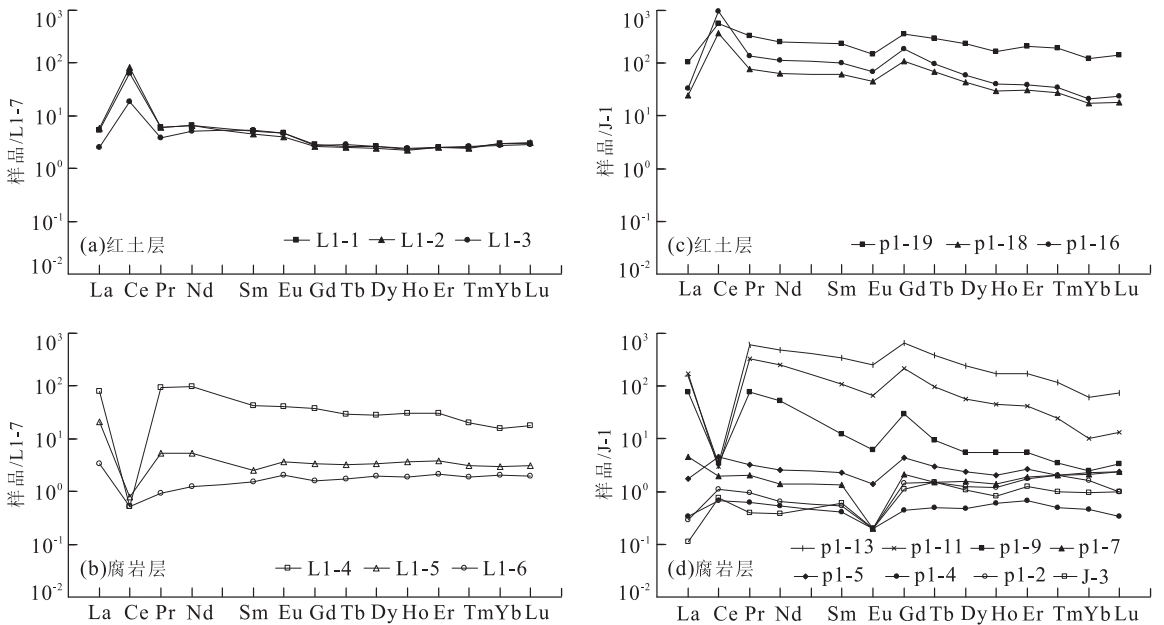 10³
10²
10¹
10⁰
10⁻¹
10⁻²
样品/L1-7
(a)红土层
L1-1 L1-2 L1-3
La Ce Pr Nd Sm Eu Gd Tb Dy Ho Er Tm Yb Lu
10³
10²
10¹
10⁰
10⁻¹
10⁻²
样品/J-1
(c)红土层
p1-19 p1-18 p1-16
La Ce Pr Nd Sm Eu Gd Tb Dy Ho Er Tm Yb Lu
10³
10²
10¹
10⁰
10⁻¹
10⁻²
样品/L1-7
(b)腐岩层
L1-4 L1-5 L1-6
La Ce Pr Nd Sm Eu Gd Tb Dy Ho Er Tm Yb Lu
10³
10²
10¹
10⁰
10⁻¹
10⁻²
样品/J-1
p1-13 p1-11 p1-9 p1-7
p1-5 p1-4 p1-2 J-3
(d)腐岩层
La Ce Pr Nd Sm Eu Gd Tb Dy Ho Er Tm Yb Lu